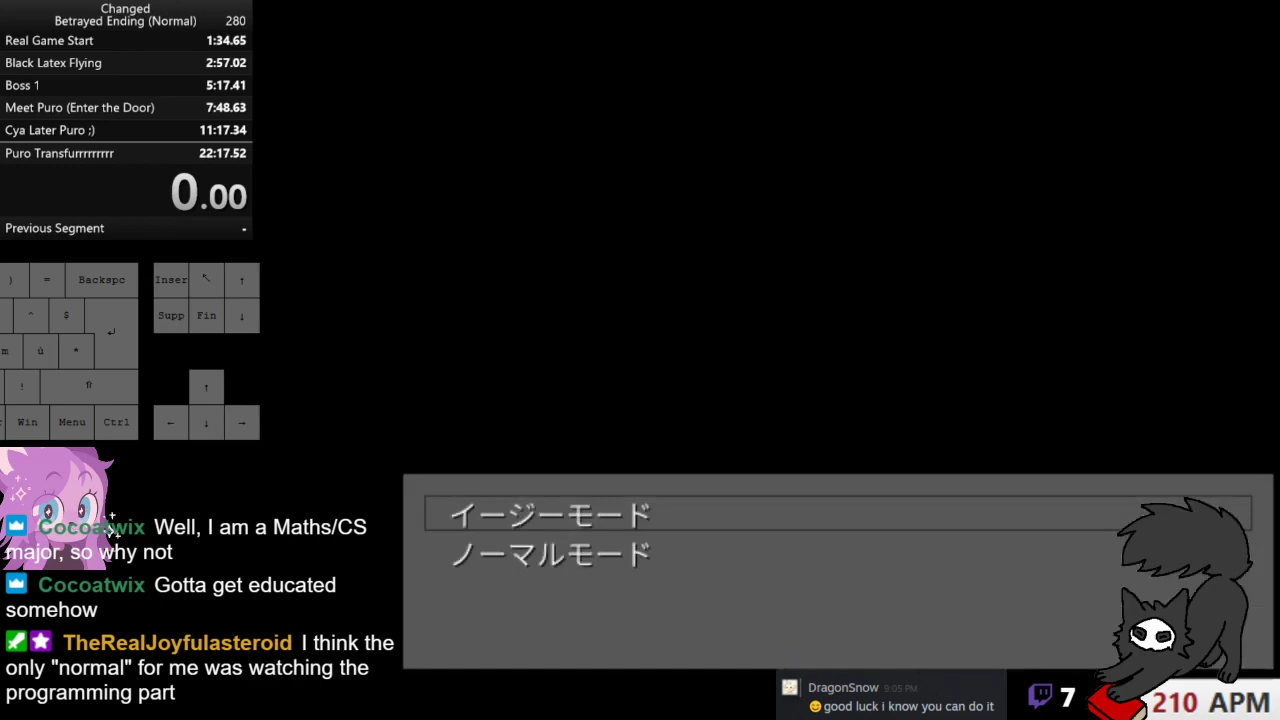 Changed
Betrayed Ending (Normal) 280
Real Game Start 1:34.65
Black Latex Flying 2:57.02
Boss 1 5:17.41
Meet Puro (Enter the Door) 7:48.63
Cya Later Puro ;) 11:17.34
Puro Transfurrrrrrrrr 22:17.52
0.00
Previous Segment -
) = Backspc Inser ↖ ↑
^ $ ↵ Supp Fin ↓
m ù *
! ⇧ ↑
Win Menu Ctrl ← ↓ →
イージーモード
ノーマルモード
Cocoatwix Well, I am a Maths/CS
major, so why not
Cocoatwix Gotta get educated
somehow
TheRealJoyfulasteroid I think the
only "normal" for me was watching the
programming part
DragonSnow 9:05 PM
😊good luck i know you can do it
7
210 APM